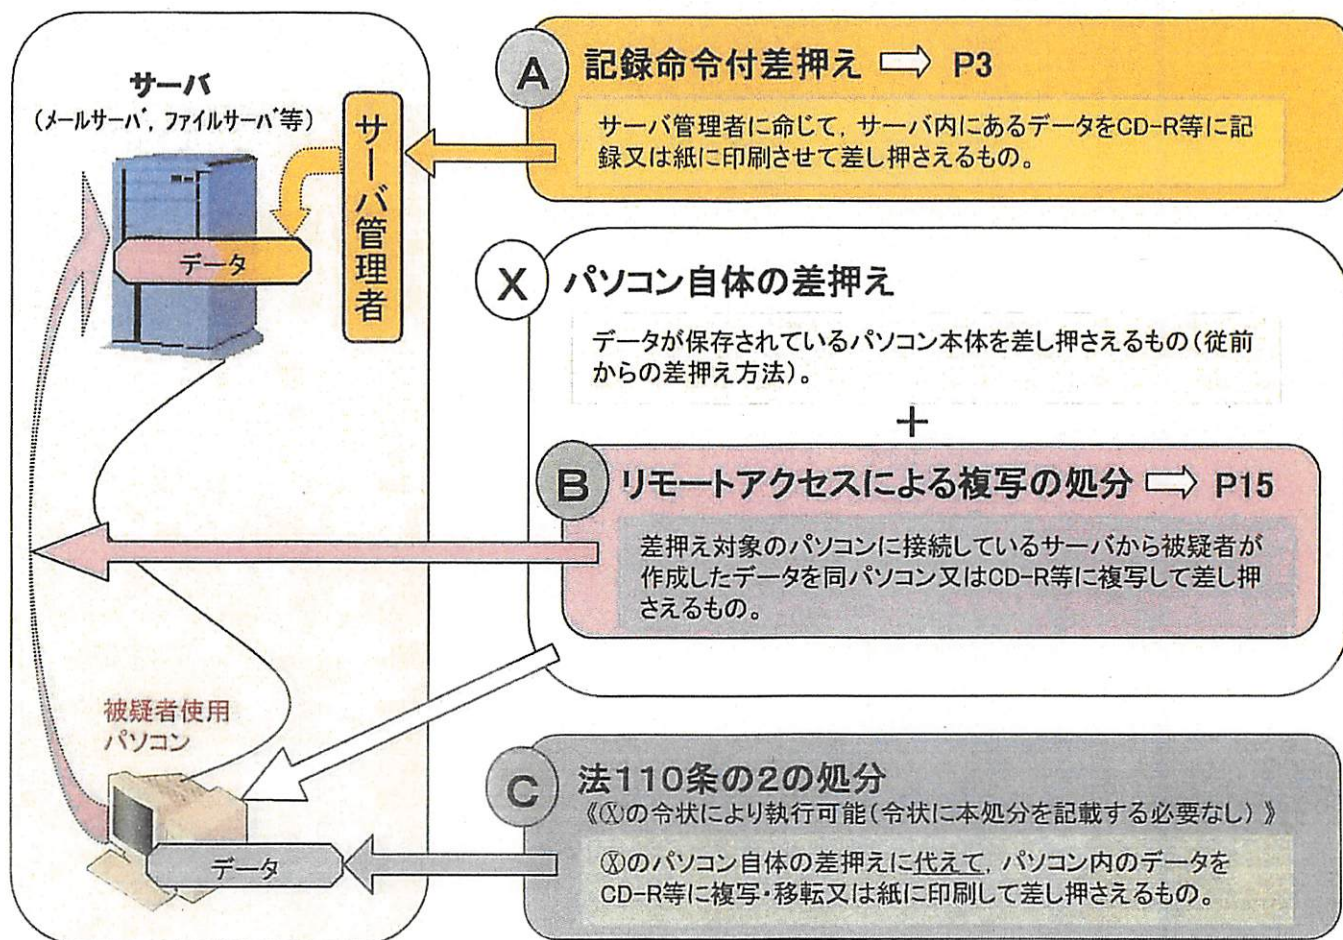 サーバ
(メールサーバ, ファイルサーバ等)
サーバ管理者
データ
被疑者使用
パソコン
データ
A
記録命令付差押え ⇨ P3
サーバ管理者に命じて, サーバ内にあるデータをCD-R等に記
録又は紙に印刷させて差し押さえるもの。
X
パソコン自体の差押え
データが保存されているパソコン本体を差し押さえるもの(従前
からの差押え方法)。
+
B
リモートアクセスによる複写の処分 ⇨ P15
差押え対象のパソコンに接続しているサーバから被疑者が
作成したデータを同パソコン又はCD-R等に複写して差し押
さえるもの。
C
法110条の2の処分
《Ⓧの令状により執行可能(令状に本処分を記載する必要なし)》
Ⓧのパソコン自体の差押えに代えて, パソコン内のデータを
CD-R等に複写・移転又は紙に印刷して差し押さえるもの。